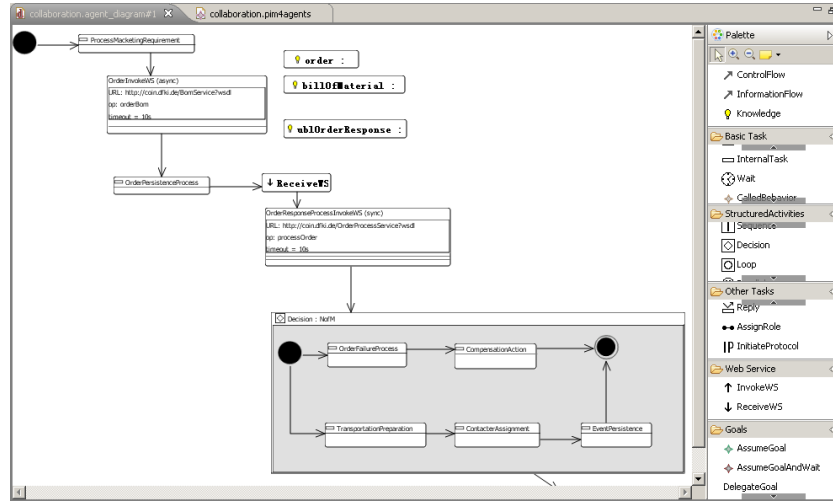 collaboration.agent_diagram#1
collaboration.pim4agents
ProcessMacketingRequirement
order :
OrderInvokeWS (async)
URL: http://coin.dfki.de/BomService?wsdl
op: orderBom
timeout = 10s
billOfMaterial :
ublOrderResponse :
OrderPersistenceProcess
ReceiveWS
OrderResponseProcessInvokeWS (sync)
URL: http://coin.dfki.de/OrderProcessService?wsdl
op: processOrder
timeout = 10s
Decision : NofM
OrderFailureProcess
CompensationAction
TransportationPreparation
ContacterAssignment
EventPersistence
Palette
ControlFlow
InformationFlow
Knowledge
Basic Task
InternalTask
Wait
CalledBehavior
StructuredActivities
Sequence
Decision
Loop
Other Tasks
Reply
AssignRole
InitiateProtocol
Web Service
InvokeWS
ReceiveWS
Goals
AssumeGoal
AssumeGoalAndWait
DelegateGoal